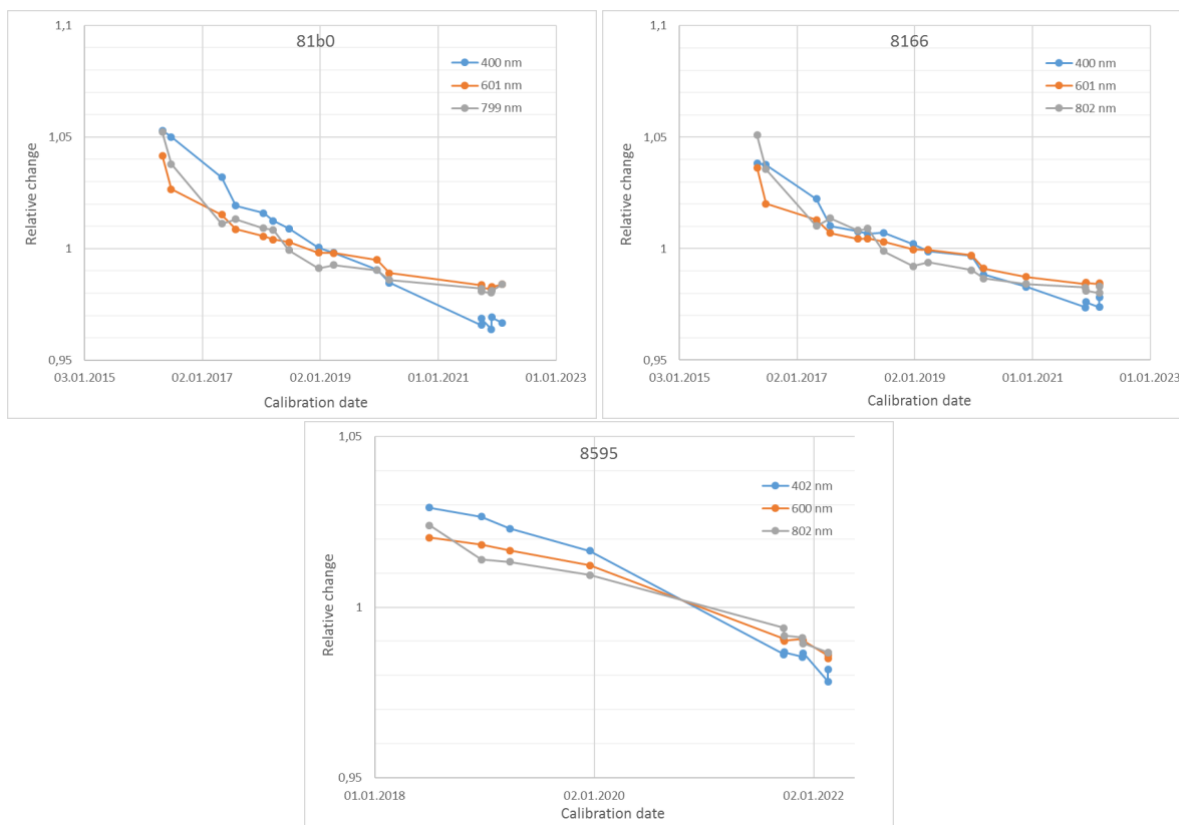 1,1
81b0
400 nm
601 nm
799 nm
1,05
Relative change
1
0,95
03.01.2015 02.01.2017 02.01.2019 01.01.2021 01.01.2023
Calibration date
1,1
8166
400 nm
601 nm
802 nm
1,05
Relative change
1
0,95
03.01.2015 02.01.2017 02.01.2019 01.01.2021 01.01.2023
Calibration date
1,05
8595
402 nm
600 nm
802 nm
Relative change
1
0,95
01.01.2018 02.01.2020 02.01.2022
Calibration date